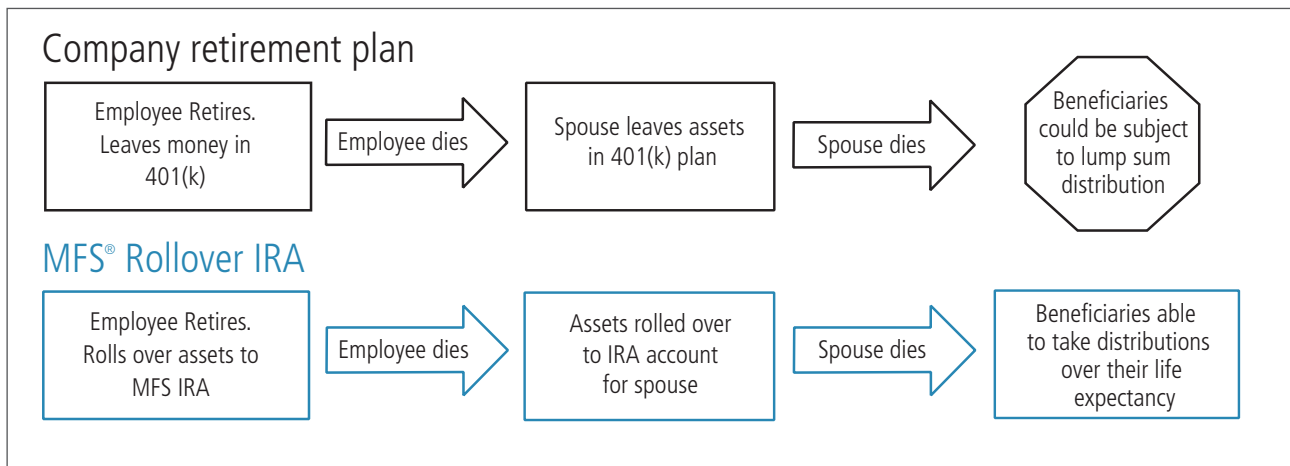 Company retirement plan
Employee Retires.
Leaves money in
401(k)
Employee dies
Spouse leaves assets
in 401(k) plan
Spouse dies
Beneficiaries
could be subject
to lump sum
distribution
MFS® Rollover IRA
Employee Retires.
Rolls over assets to
MFS IRA
Employee dies
Assets rolled over
to IRA account
for spouse
Spouse dies
Beneficiaries able
to take distributions
over their life
expectancy